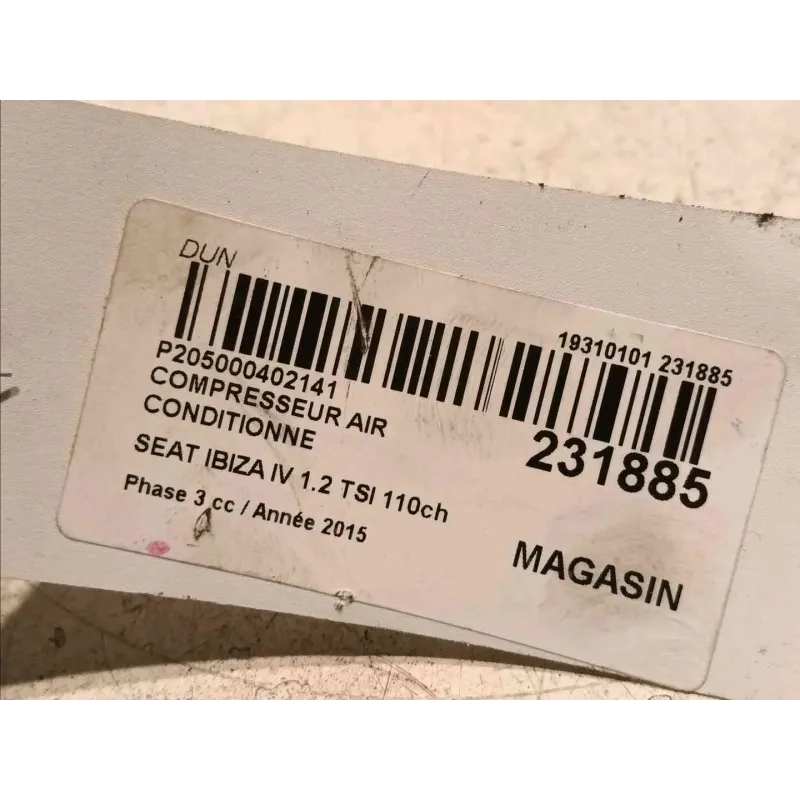 DUN
19310101 231885
P205000402141
COMPRESSEUR AIR
CONDITIONNE
231885
SEAT IBIZA IV 1.2 TSI 110ch
Phase 3 cc / Année 2015
MAGASIN